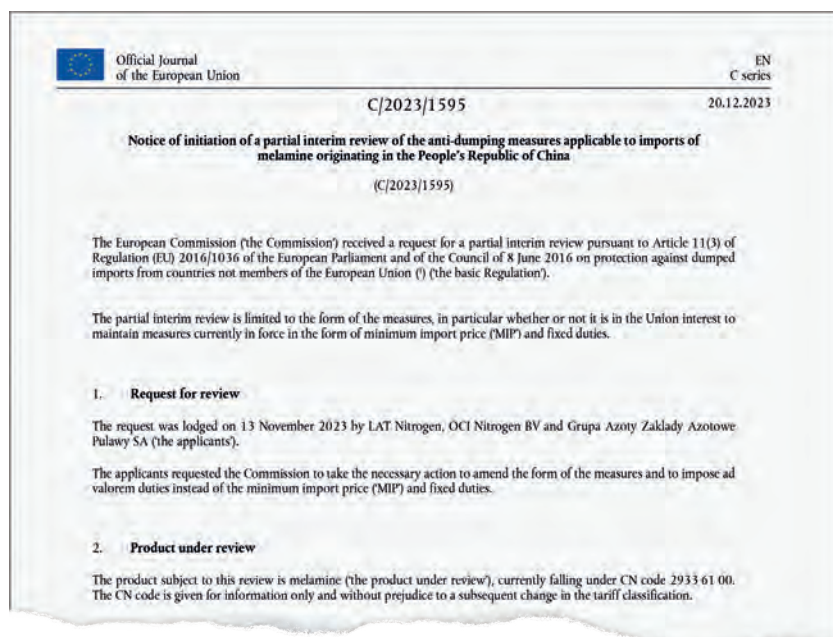 Official Journal
of the European Union
EN
C series
C/2023/1595
20.12.2023
Notice of initiation of a partial interim review of the anti-dumping measures applicable to imports of
melamine originating in the People's Republic of China
(C/2023/1595)
The European Commission ('the Commission') received a request for a partial interim review pursuant to Article 11(3) of
Regulation (EU) 2016/1036 of the European Parliament and of the Council of 8 June 2016 on protection against dumped
imports from countries not members of the European Union (¹) ('the basic Regulation').
The partial interim review is limited to the form of the measures, in particular whether or not it is in the Union interest to
maintain measures currently in force in the form of minimum import price ('MIP') and fixed duties.
1. Request for review
The request was lodged on 13 November 2023 by LAT Nitrogen, OCI Nitrogen BV and Grupa Azoty Zaklady Azotowe
Pulawy SA ('the applicants').
The applicants requested the Commission to take the necessary action to amend the form of the measures and to impose ad
valorem duties instead of the minimum import price ('MIP') and fixed duties.
2. Product under review
The product subject to this review is melamine ('the product under review'), currently falling under CN code 2933 61 00.
The CN code is given for information only and without prejudice to a subsequent change in the tariff classification.